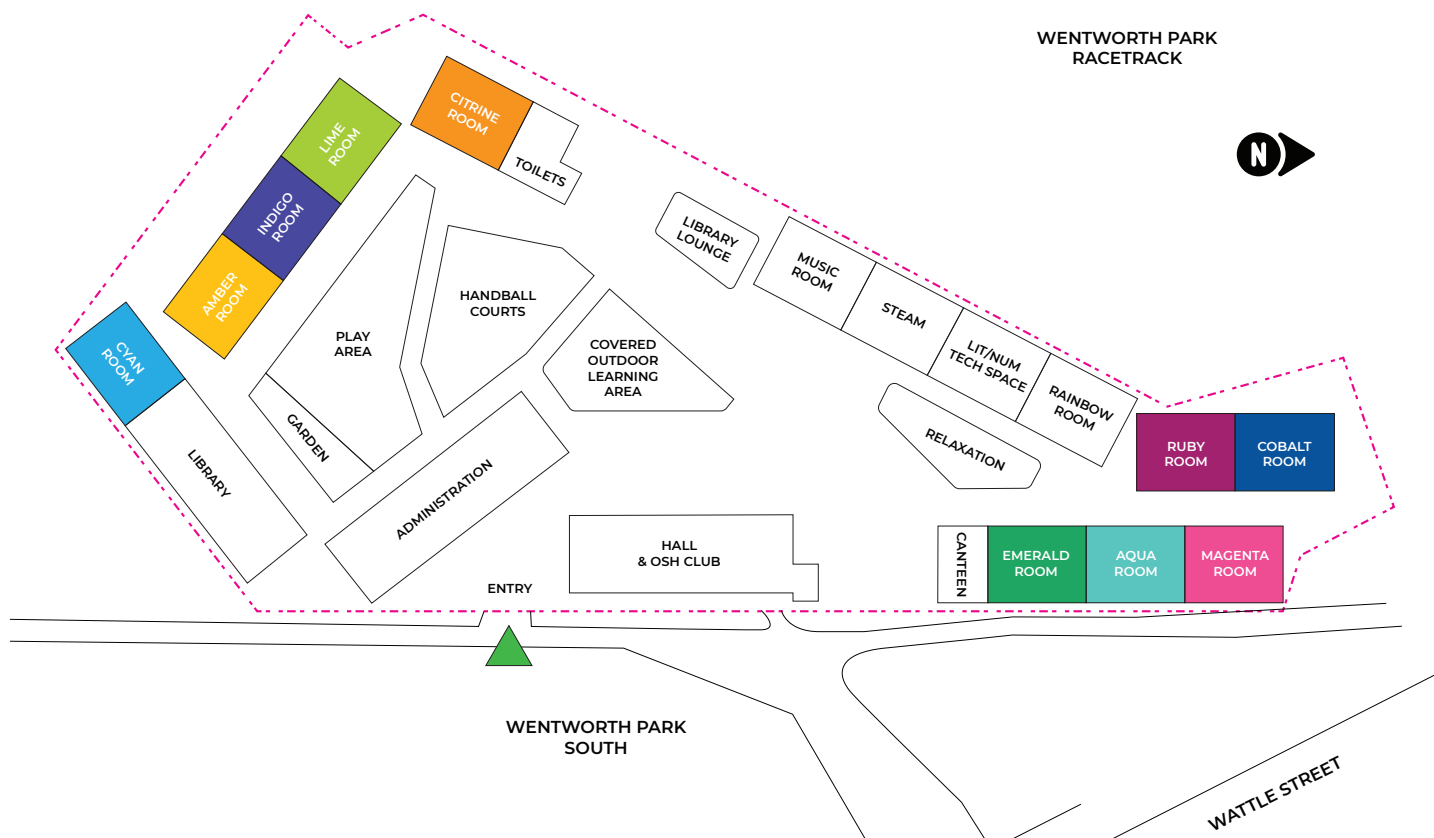 WENTWORTH PARK
RACETRACK
N
CITRINE
ROOM
TOILETS
LIME
ROOM
INDIGO
ROOM
AMBER
ROOM
CYAN
ROOM
LIBRARY
GARDEN
PLAY
AREA
HANDBALL
COURTS
COVERED
OUTDOOR
LEARNING
AREA
ADMINISTRATION
LIBRARY
LOUNGE
MUSIC
ROOM
STEAM
LIT/NUM
TECH SPACE
RAINBOW
ROOM
RELAXATION
RUBY
ROOM
COBALT
ROOM
HALL
& OSH CLUB
CANTEEN
EMERALD
ROOM
AQUA
ROOM
MAGENTA
ROOM
ENTRY
WENTWORTH PARK
SOUTH
WATTLE STREET